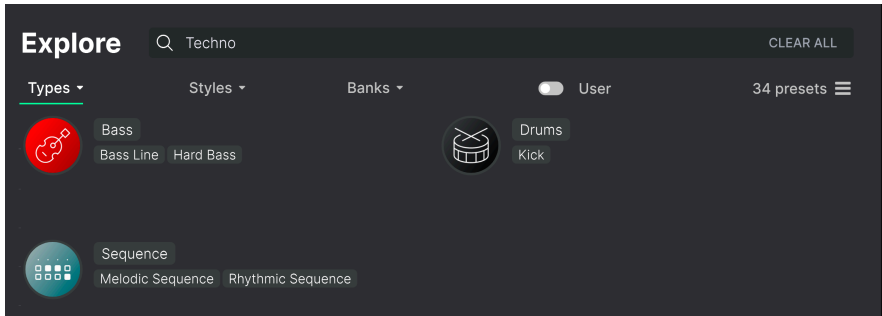 Explore
Techno
CLEAR ALL
Types
Styles
Banks
User
34 presets
Bass
Bass Line Hard Bass
Drums
Kick
Sequence
Melodic Sequence Rhythmic Sequence